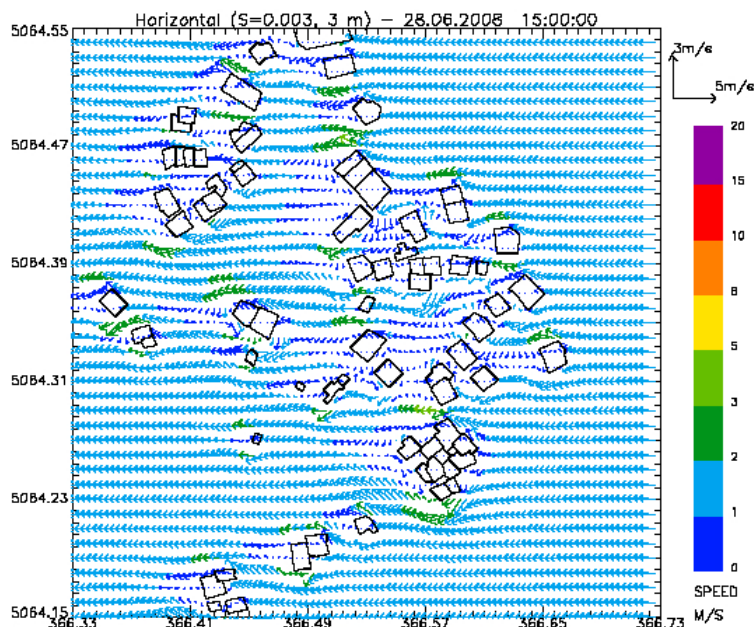 Horizontal (S=0.003, 3 m) – 28.06.2008 15:00:00
5064.55
5064.47
5064.39
5064.31
5064.23
5064.15
366.33 366.41 366.49 366.57 366.65 366.73
3m/s
5m/s
20
15
10
8
5
3
2
1
0
SPEED
M/S